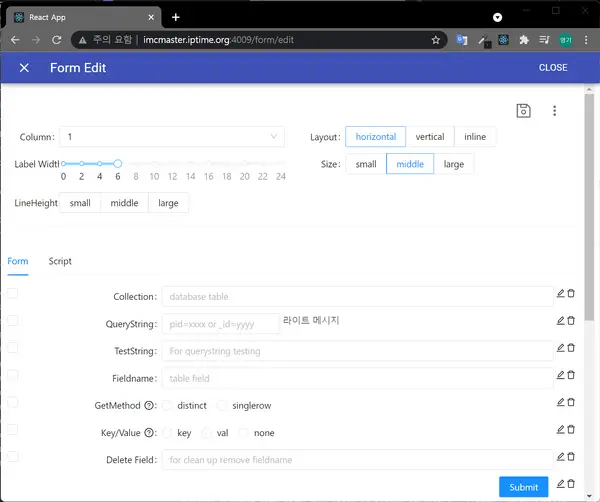 React App
주의 요함 | imcmaster.iptime.org:4009/form/edit
영기
Form Edit
CLOSE
Column: 1
Layout: horizontal vertical inline
Label Width
0 2 4 6 8 10 12 14 16 18 20 22 24
Size: small middle large
LineHeight small middle large
Form Script
Collection: database table
QueryString: pid=xxxx or _id=yyyy 라이트 메시지
TestString: For querystring testing
Fieldname: table field
GetMethod : distinct singlerow
Key/Value : key val none
Delete Field: for clean up remove fieldname
Submit